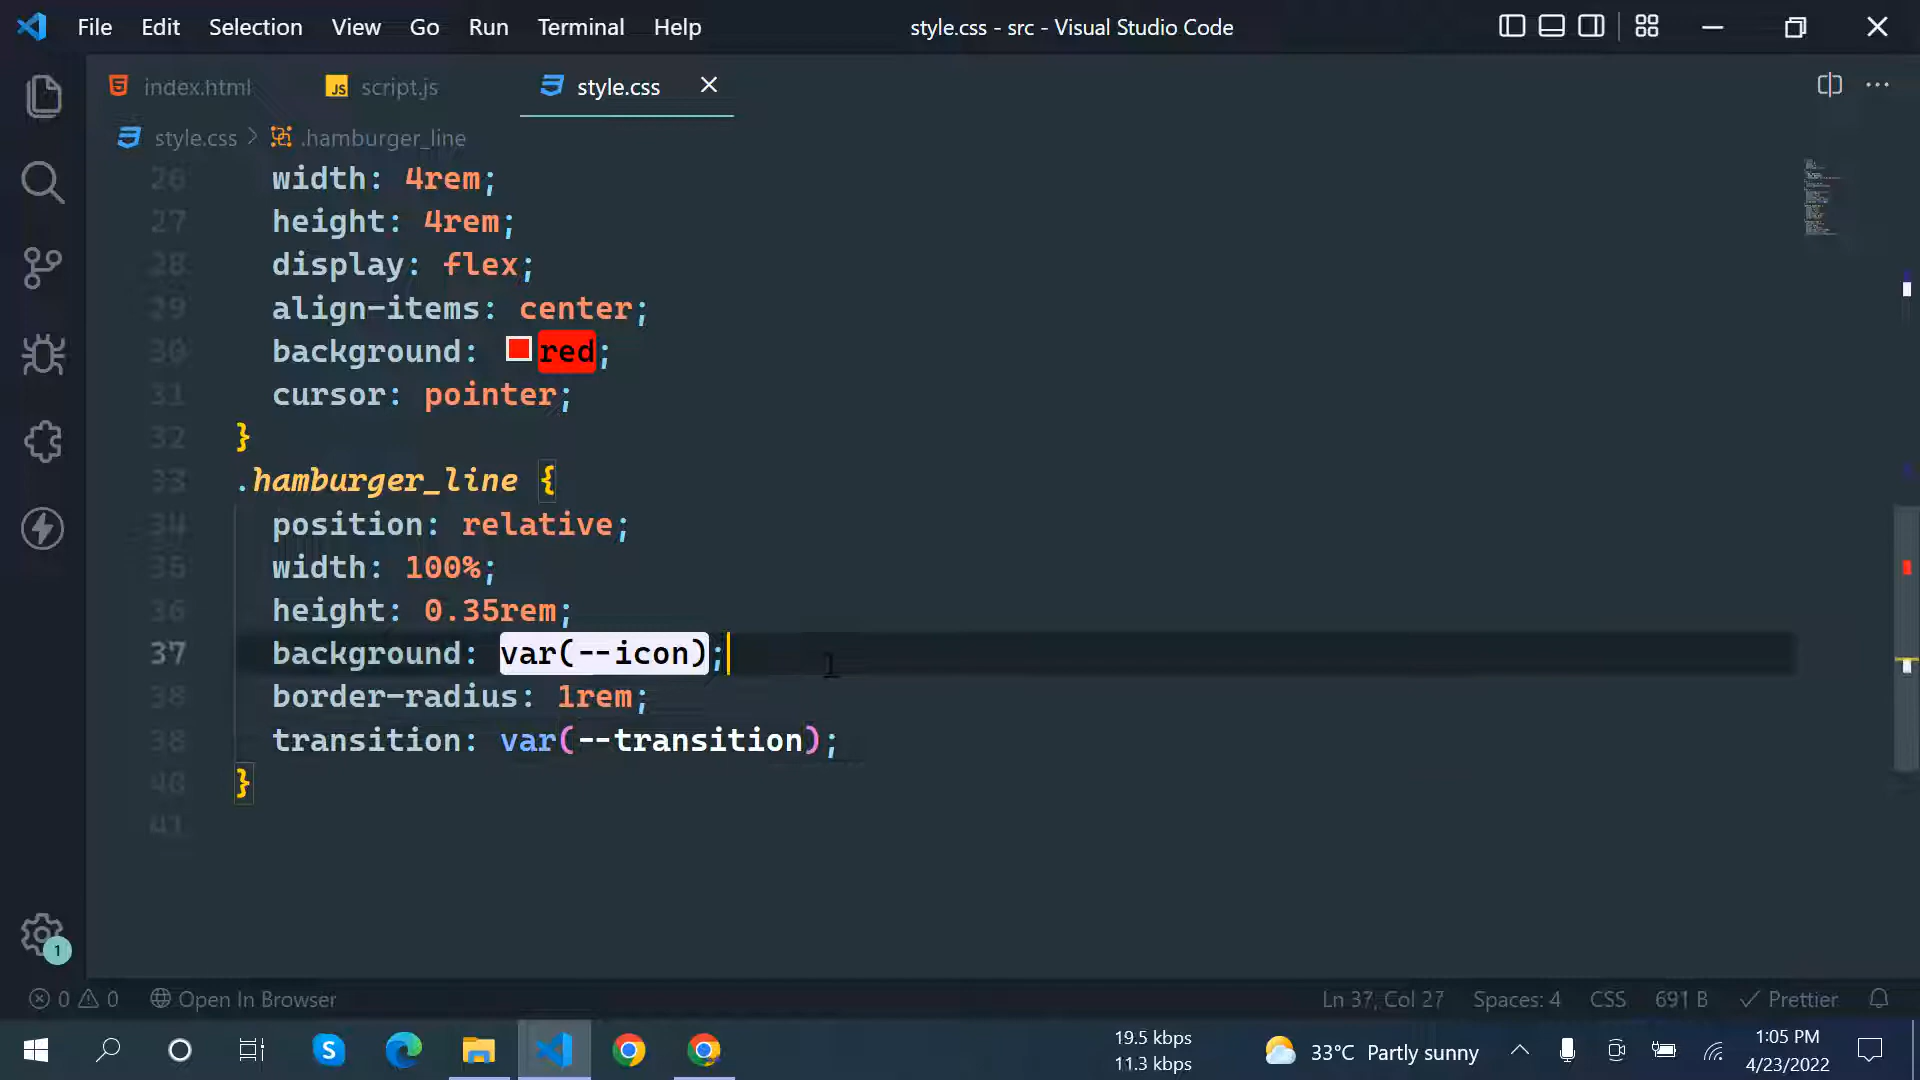 File Edit Selection View Go Run Terminal Help
style.css - src - Visual Studio Code
index.html
JS script.js
style.css
style.css > .hamburger_line
26 width: 4rem;
27 height: 4rem;
28 display: flex;
29 align-items: center;
30 background: red;
31 cursor: pointer;
32 }
33 .hamburger_line {
34 position: relative;
35 width: 100%;
36 height: 0.35rem;
37 background: var(--icon);
38 border-radius: 1rem;
39 transition: var(--transition);
40 }
41
1
0 0 Open In Browser
Ln 37, Col 27 Spaces: 4 CSS 691 B Prettier
S
19.5 kbps
11.3 kbps
33°C Partly sunny
1:05 PM
4/23/2022